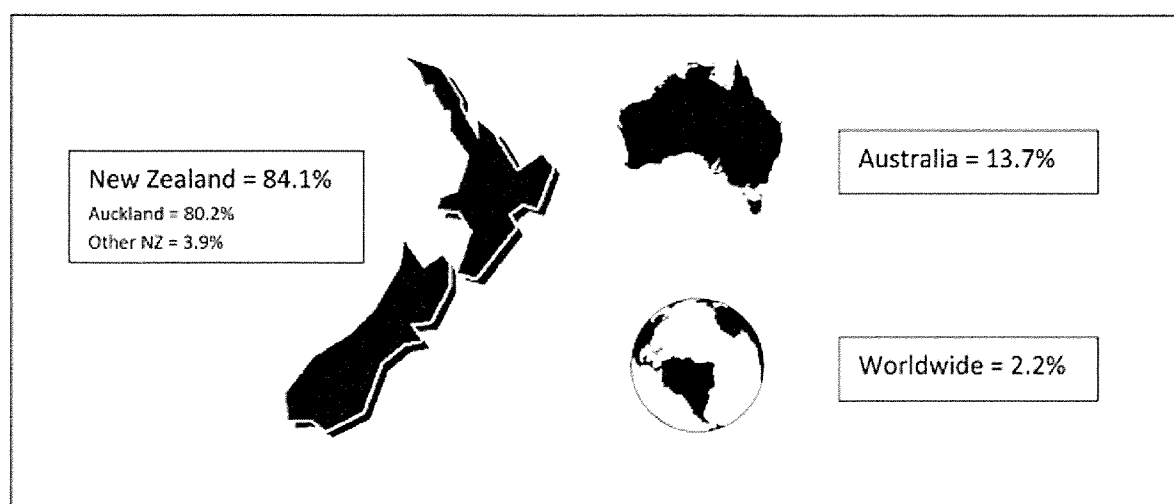 New Zealand = 84.1%
Auckland = 80.2%
Other NZ = 3.9%
Australia = 13.7%
Worldwide = 2.2%